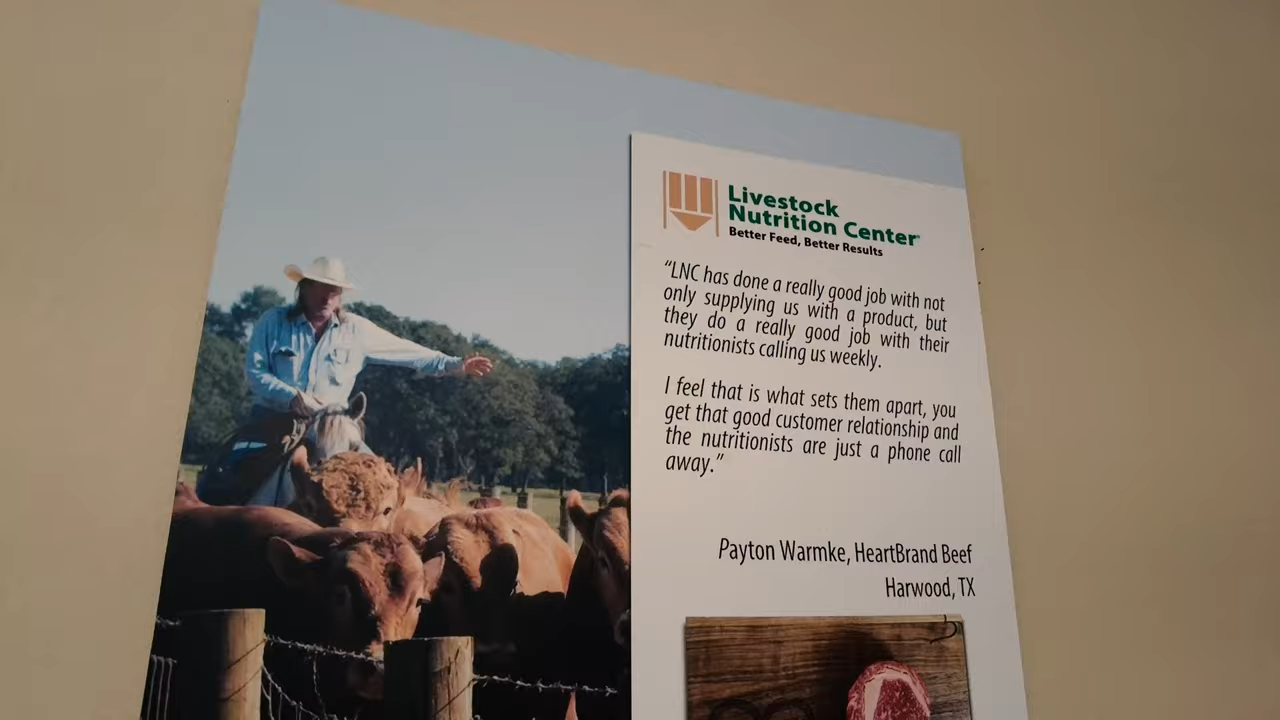 Livestock
Nutrition Center
Better Feed, Better Results
“LNC has done a really good job with not
only supplying us with a product, but
they do a really good job with their
nutritionists calling us weekly.
I feel that is what sets them apart, you
get that good customer relationship and
the nutritionists are just a phone call
away.”
Payton Warmke, HeartBrand Beef
Harwood, TX